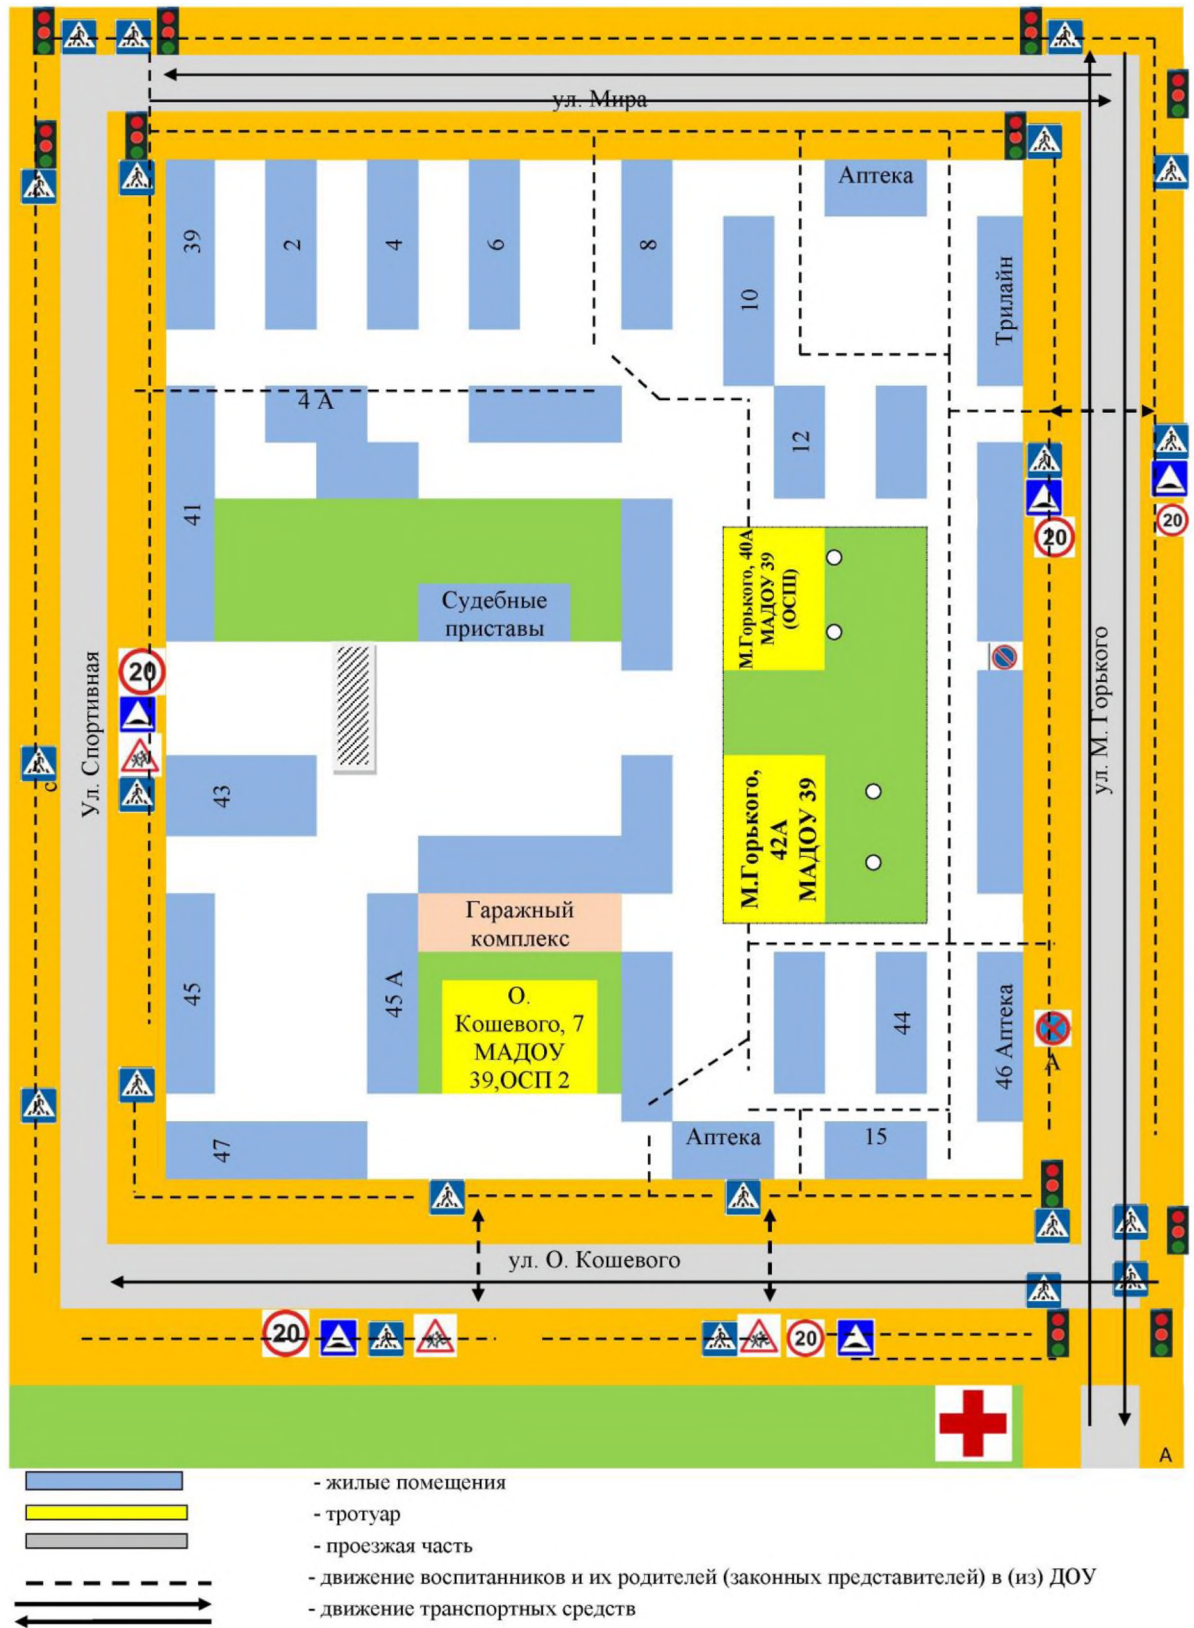 ул. Мира
Аптека
39
2
4
6
8
10
Трилайн
4 А
12
41
М.Горького, 40А
МАДОУ 39
(ОСП1)
20
20
Судебные
приставы
20
Ул. Спортивная
ул. М. Горького
с
43
М.Горького,
42А
МАДОУ 39
Гаражный
комплекс
45
45 А
О.
Кошевого, 7
МАДОУ
39,ОСП 2
44
46 Аптека
А
47
Аптека
15
ул. О. Кошевого
20
20
А
- жилые помещения
- тротуар
- проезжая часть
- движение воспитанников и их родителей (законных представителей) в (из) ДОУ
- движение транспортных средств